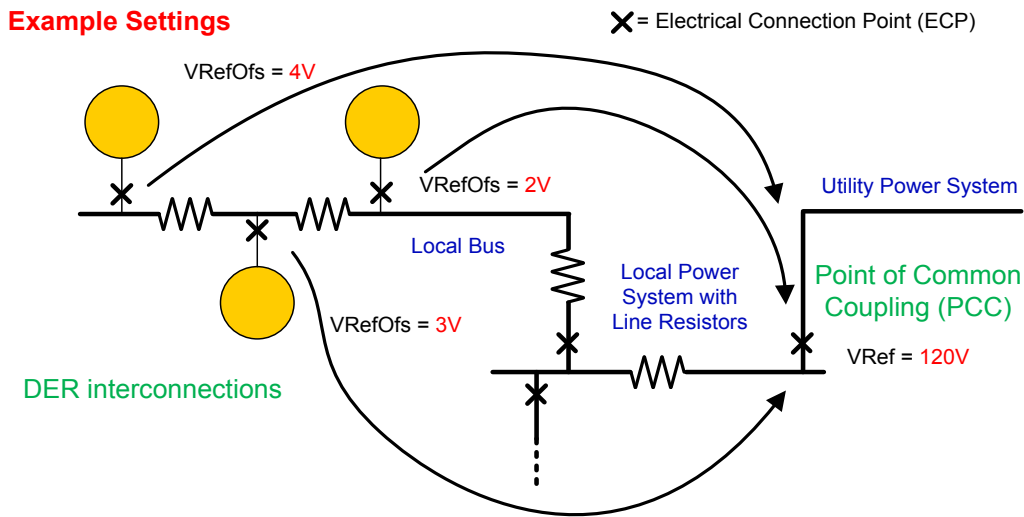 Example Settings
= Electrical Connection Point (ECP)
VRefOfs = 4V
VRefOfs = 2V
Utility Power System
Local Bus
Local Power
System with
Line Resistors
Point of Common
Coupling (PCC)
VRefOfs = 3V
VRef = 120V
DER interconnections